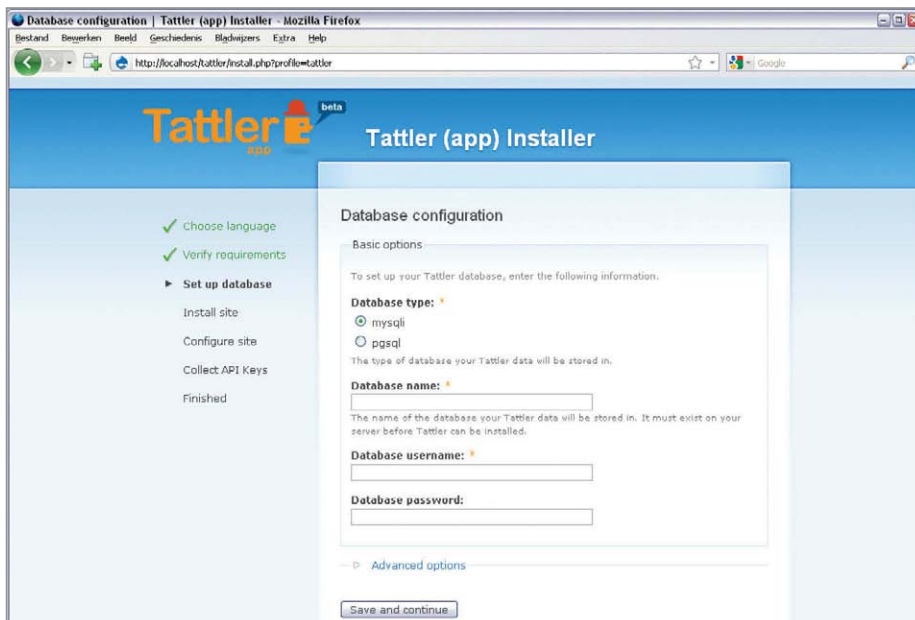 Database configuration | Tattler (app) Installer - Mozilla Firefox
Bestand Bewerken Beeld Geschiedenis Bladwijzers Extra Help
http://localhost/tattler/install.php?profile=tattler
Google
Tattler
app
beta
Tattler (app) Installer
Choose language
Verify requirements
Set up database
Install site
Configure site
Collect API Keys
Finished
Database configuration
Basic options
To set up your Tattler database, enter the following information.
Database type: *
mysqli
pgsql
The type of database your Tattler data will be stored in.
Database name: *
The name of the database your Tattler data will be stored in. It must exist on your
server before Tattler can be installed.
Database username: *
Database password:
Advanced options
Save and continue